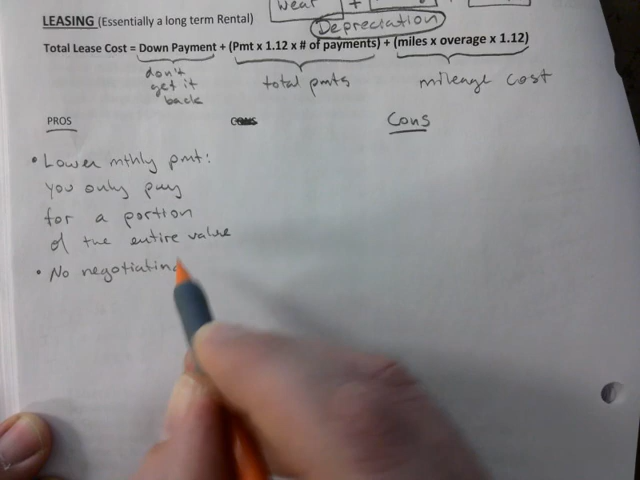 wear +
LEASING (Essentially a long term Rental)
Depreciation
Total Lease Cost = Down Payment + (Pmt x 1.12 x # of payments) + (miles x overage x 1.12)
don't
get it
back
total pmts
mileage cost
PROS
Cons
• Lower mthly pmt:
you only pay
for a portion
of the entire value
• No negotiating